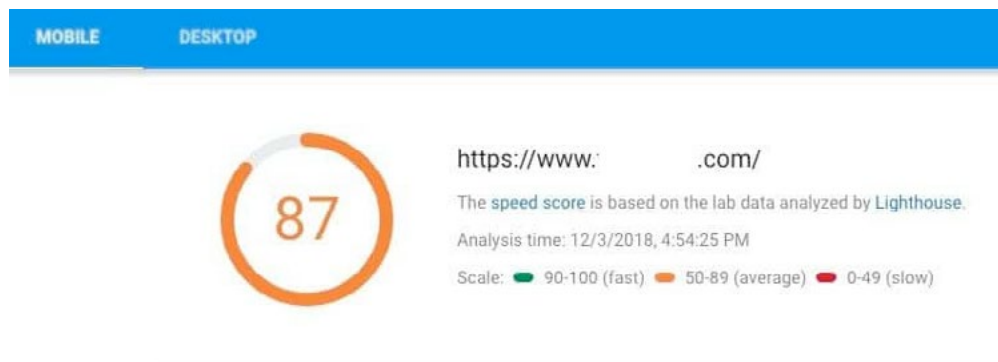 MOBILE DESKTOP
87
https://www. .com/
The speed score is based on the lab data analyzed by Lighthouse.
Analysis time: 12/3/2018, 4:54:25 PM
Scale: 90-100 (fast) 50-89 (average) 0-49 (slow)